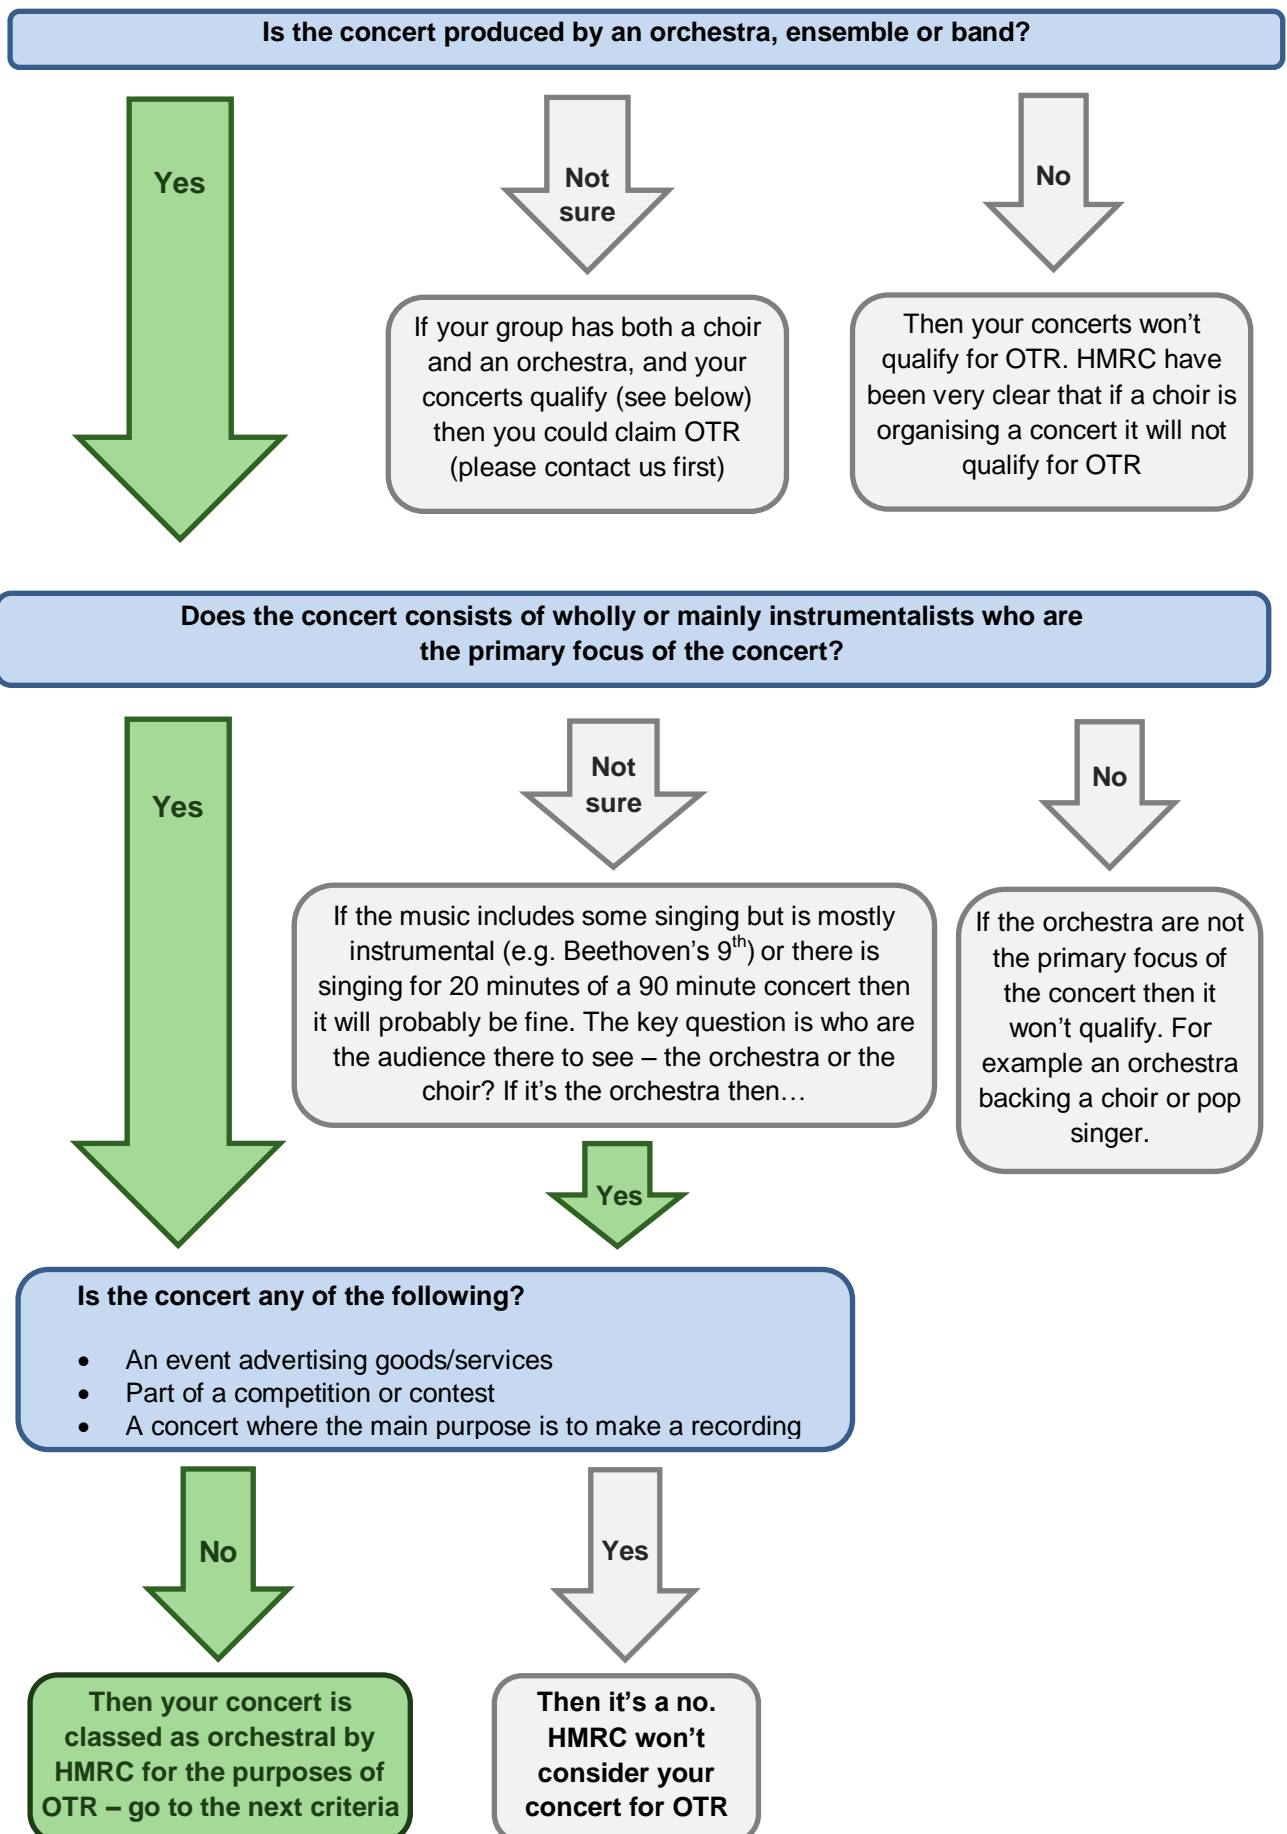 Is the concert produced by an orchestra, ensemble or band?
Yes
Not
sure
No
If your group has both a choir
and an orchestra, and your
concerts qualify (see below)
then you could claim OTR
(please contact us first)
Then your concerts won’t
qualify for OTR. HMRC have
been very clear that if a choir is
organising a concert it will not
qualify for OTR
Does the concert consists of wholly or mainly instrumentalists who are
the primary focus of the concert?
Yes
Not
sure
No
If the music includes some singing but is mostly
instrumental (e.g. Beethoven’s 9th) or there is
singing for 20 minutes of a 90 minute concert then
it will probably be fine. The key question is who are
the audience there to see – the orchestra or the
choir? If it’s the orchestra then…
If the orchestra are not
the primary focus of
the concert then it
won’t qualify. For
example an orchestra
backing a choir or pop
singer.
Yes
Is the concert any of the following?
• An event advertising goods/services
• Part of a competition or contest
• A concert where the main purpose is to make a recording
No
Yes
Then your concert is
classed as orchestral by
HMRC for the purposes of
OTR – go to the next criteria
Then it’s a no.
HMRC won’t
consider your
concert for OTR